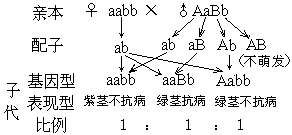 亲本 ♀ aabb × ♂ AaBb
配子 ab ab aB Ab AB
(不萌发)
子代
基因型 aabb aaBb Aabb
表现型 紫茎不抗病 绿茎抗病 绿茎不抗病
比例 1 : 1 : 1